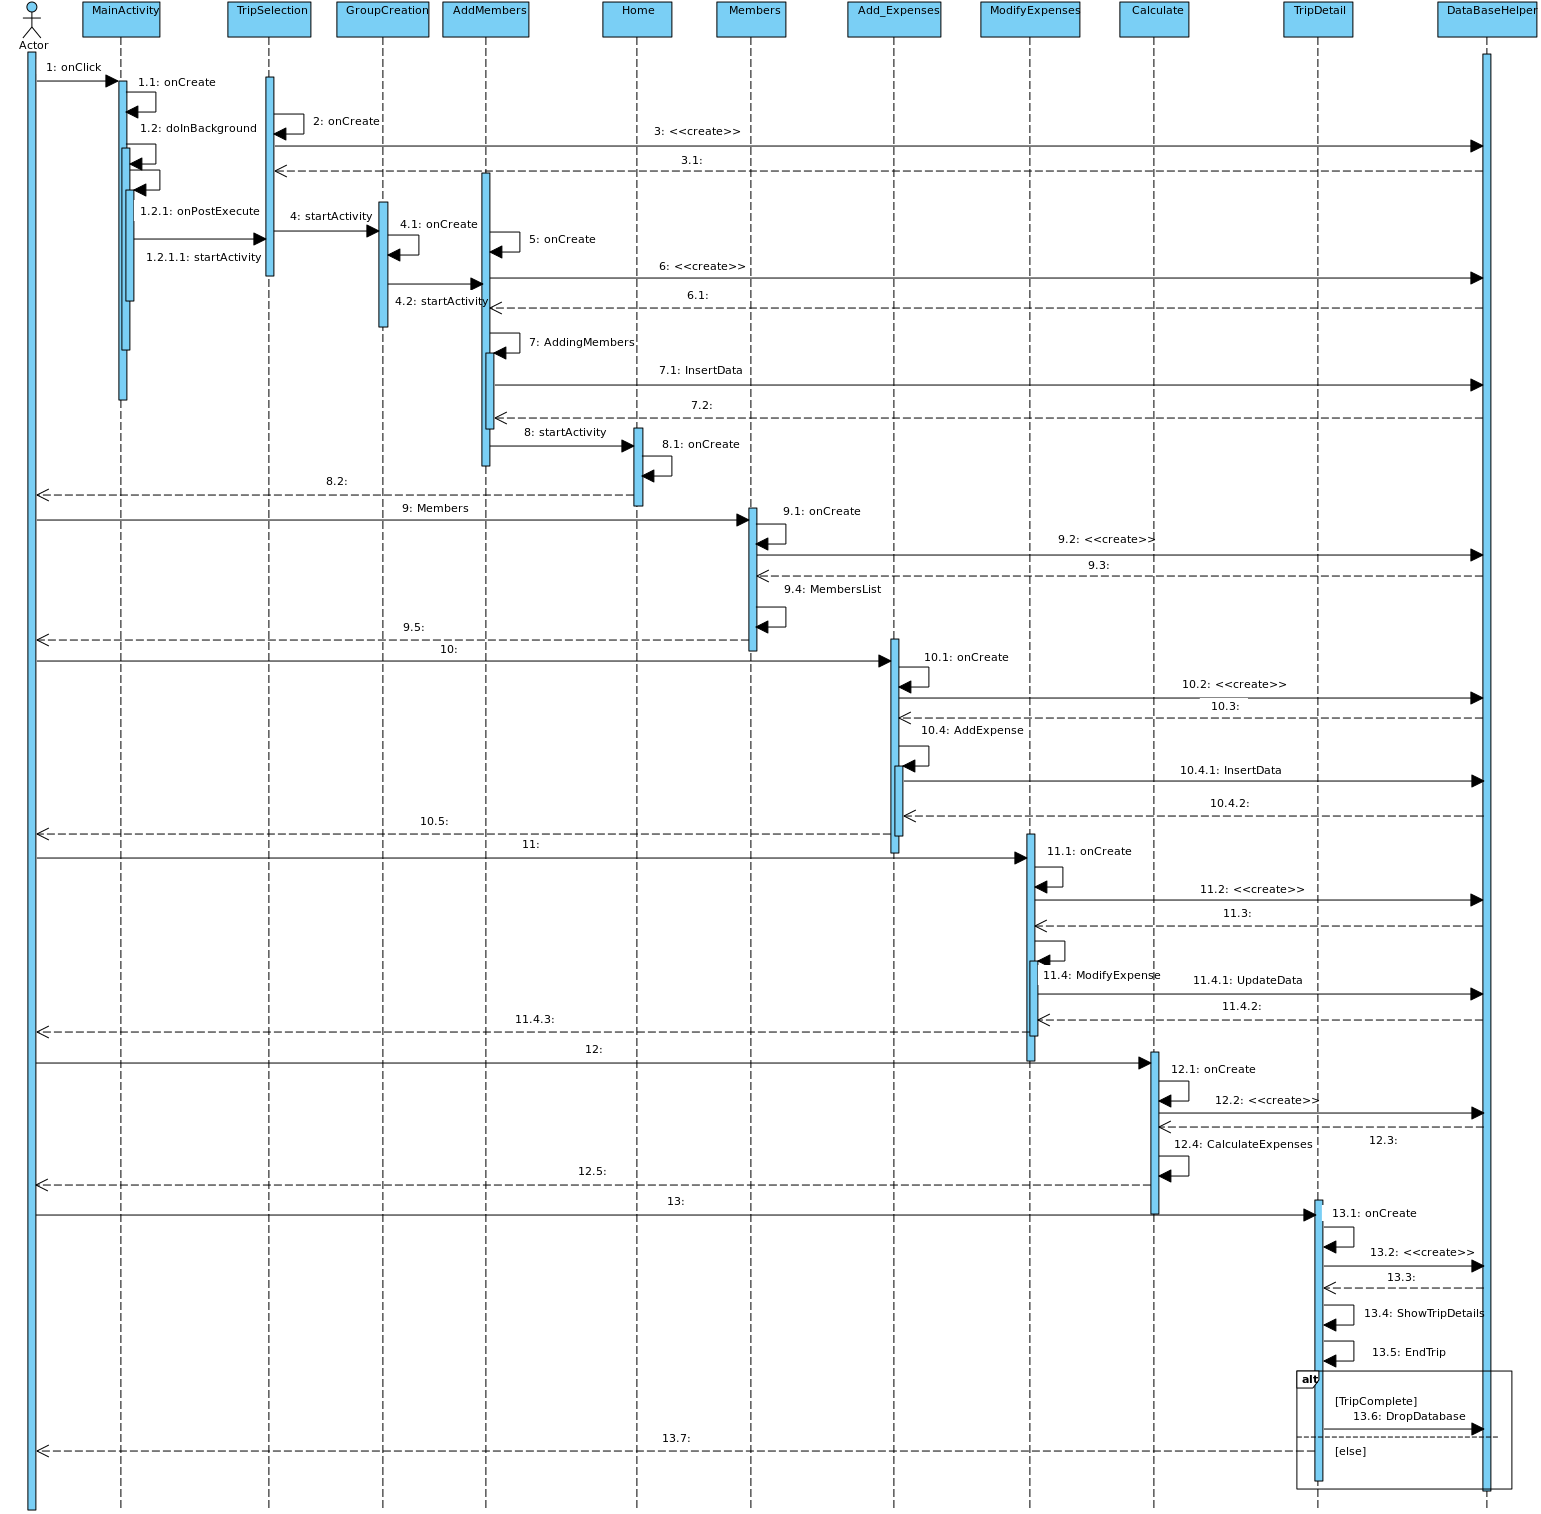 MainActivity
TripSelection
GroupCreation
AddMembers
Home
Members
Add_Expenses
ModifyExpenses
Calculate
TripDetail
DataBaseHelper
Actor
1: onClick
1.1: onCreate
2: onCreate
1.2: doInBackground
3: <<create>>
3.1:
1.2.1: onPostExecute
4: startActivity
4.1: onCreate
5: onCreate
1.2.1.1: startActivity
6: <<create>>
4.2: startActivity
6.1:
7: AddingMembers
7.1: InsertData
7.2:
8: startActivity
8.1: onCreate
8.2:
9: Members
9.1: onCreate
9.2: <<create>>
9.3:
9.4: MembersList
9.5:
10:
10.1: onCreate
10.2: <<create>>
10.3:
10.4: AddExpense
10.4.1: InsertData
10.4.2:
10.5:
11:
11.1: onCreate
11.2: <<create>>
11.3:
11.4: ModifyExpense
11.4.1: UpdateData
11.4.2:
11.4.3:
12:
12.1: onCreate
12.2: <<create>>
12.3:
12.4: CalculateExpenses
12.5:
13:
13.1: onCreate
13.2: <<create>>
13.3:
13.4: ShowTripDetails
13.5: EndTrip
alt
[TripComplete]
13.6: DropDatabase
13.7:
[else]